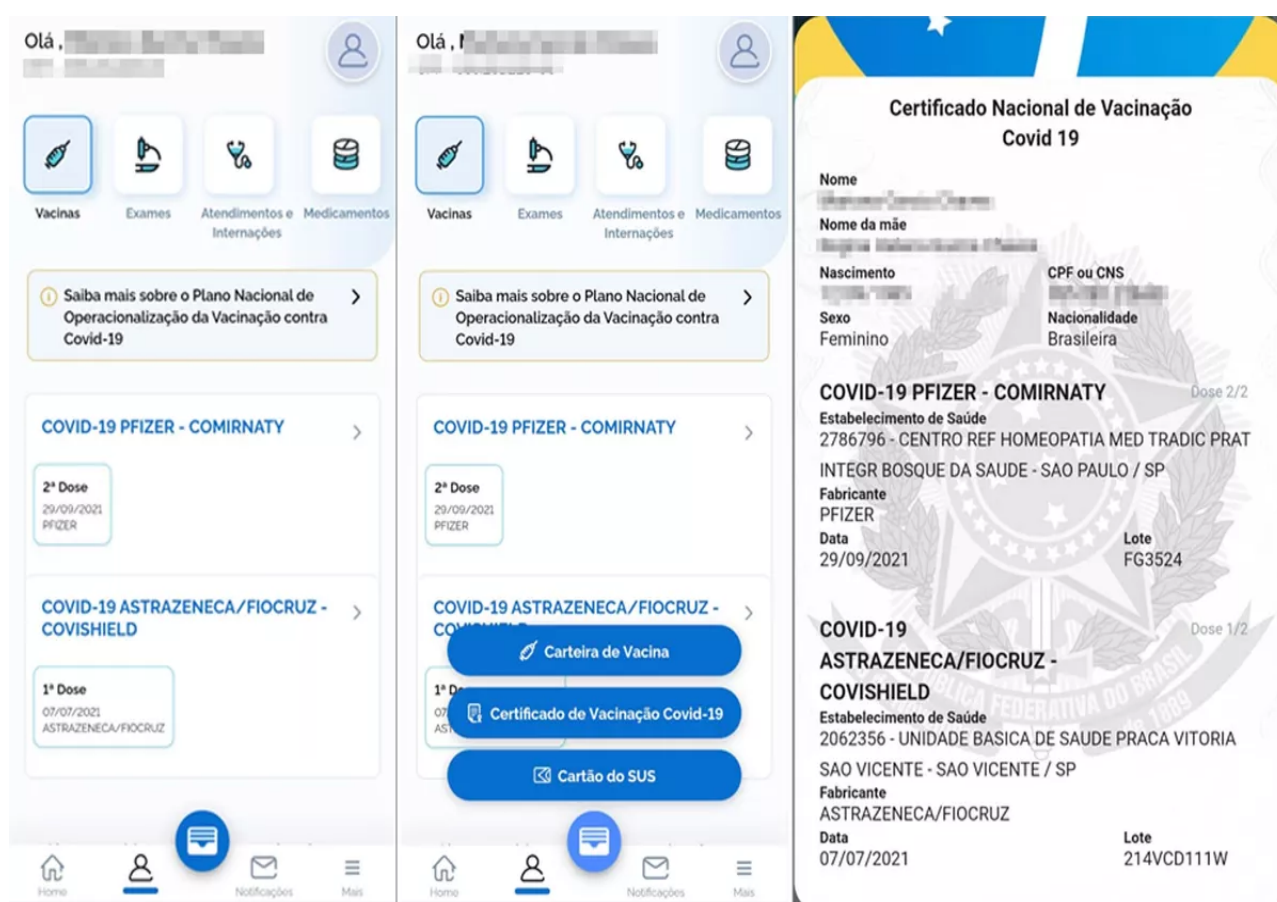 Olá ,
Vacinas
Exames
Atendimentos e
Internações
Medicamentos
Saiba mais sobre o Plano Nacional de
Operacionalização da Vacinação contra
Covid-19
COVID-19 PFIZER - COMIRNATY
2ª Dose
29/09/2021
PFIZER
COVID-19 ASTRAZENECA/FIOCRUZ -
COVISHIELD
1ª Dose
07/07/2021
ASTRAZENECA/FIOCRUZ
Home
Notificações
Mais
Olá ,
Vacinas
Exames
Atendimentos e
Internações
Medicamentos
Saiba mais sobre o Plano Nacional de
Operacionalização da Vacinação contra
Covid-19
COVID-19 PFIZER - COMIRNATY
2ª Dose
29/09/2021
PFIZER
COVID-19 ASTRAZENECA/FIOCRUZ -
Carteira de Vacina
Certificado de Vacinação Covid-19
Cartão do SUS
Home
Notificações
Mais
Certificado Nacional de Vacinação
Covid 19
Nome
Nome da mãe
Nascimento
CPF ou CNS
Sexo
Nacionalidade
Feminino
Brasileira
COVID-19 PFIZER - COMIRNATY
Dose 2/2
Estabelecimento de Saúde
2786796 - CENTRO REF HOMEOPATIA MED TRADIC PRAT
INTEGR BOSQUE DA SAUDE - SAO PAULO / SP
Fabricante
PFIZER
Data
Lote
29/09/2021
FG3524
COVID-19
Dose 1/2
ASTRAZENECA/FIOCRUZ -
COVISHIELD
Estabelecimento de Saúde
2062356 - UNIDADE BASICA DE SAUDE PRACA VITORIA
SAO VICENTE - SAO VICENTE / SP
Fabricante
ASTRAZENECA/FIOCRUZ
Data
Lote
07/07/2021
214VCD111W